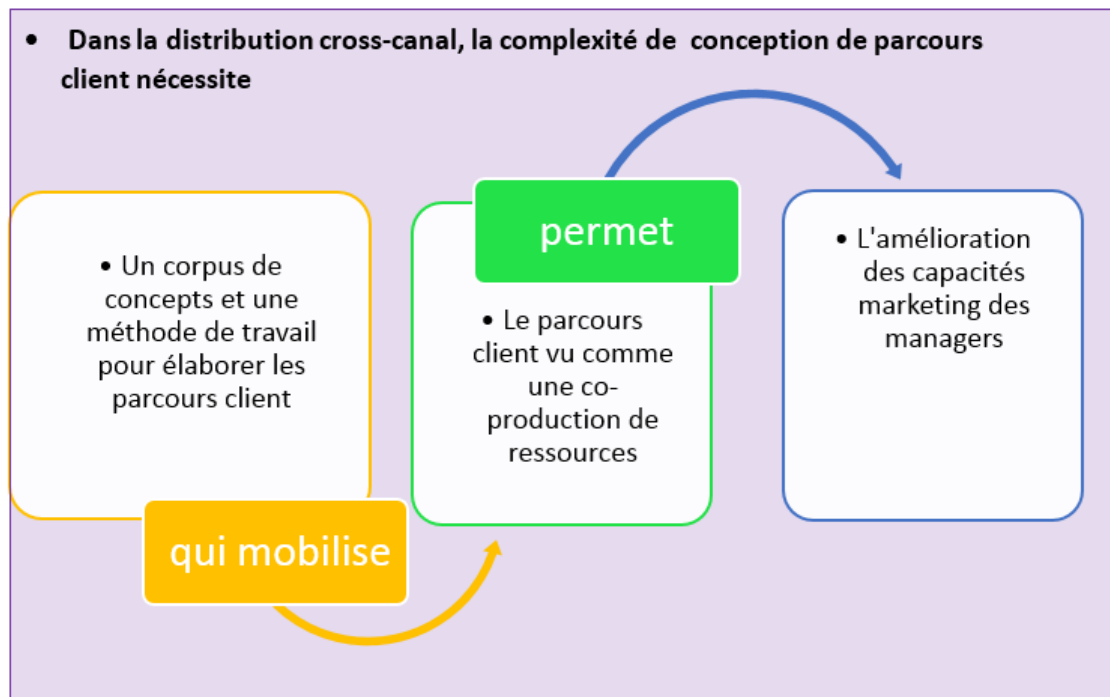 • Dans la distribution cross-canal, la complexité de conception de parcours
client nécessite
• Un corpus de
concepts et une
méthode de travail
pour élaborer les
parcours client
qui mobilise
permet
• Le parcours
client vu comme
une co-
production de
ressources
• L'amélioration
des capacités
marketing des
managers